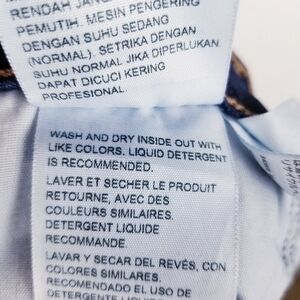 RENDAH JANG
PEMUTIH. MESIN PENGERING
DENGAN SUHU SEDANG
(NORMAL). SETRIKA DENGAN
SUHU NORMAL JIKA DIPERLUKAN.
DAPAT DICUCI KERING
PROFESIONAL.
WASH AND DRY INSIDE OUT WITH
LIKE COLORS. LIQUID DETERGENT
IS RECOMMENDED.
LAVER ET SECHER LE PRODUIT
RETOURNE, AVEC DES
COULEURS SIMILAIRES.
DETERGENT LIQUIDE
RECOMMANDE.
LAVAR Y SECAR DEL REVÉS, CON
COLORES SIMILARES.
RECOMENDADO EL USO DE
DETERGENTE LIQUIDO